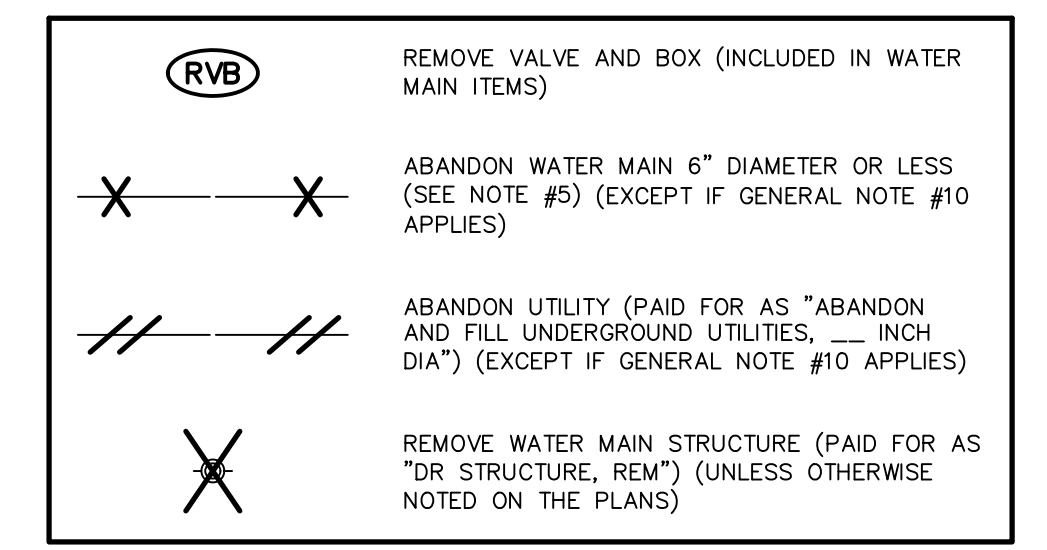 RVB
REMOVE VALVE AND BOX (INCLUDED IN WATER
MAIN ITEMS)
ABANDON WATER MAIN 6" DIAMETER OR LESS
(SEE NOTE #5) (EXCEPT IF GENERAL NOTE #10
APPLIES)
ABANDON UTILITY (PAID FOR AS "ABANDON
AND FILL UNDERGROUND UTILITIES, __ INCH
DIA") (EXCEPT IF GENERAL NOTE #10 APPLIES)
REMOVE WATER MAIN STRUCTURE (PAID FOR AS
"DR STRUCTURE, REM") (UNLESS OTHERWISE
NOTED ON THE PLANS)